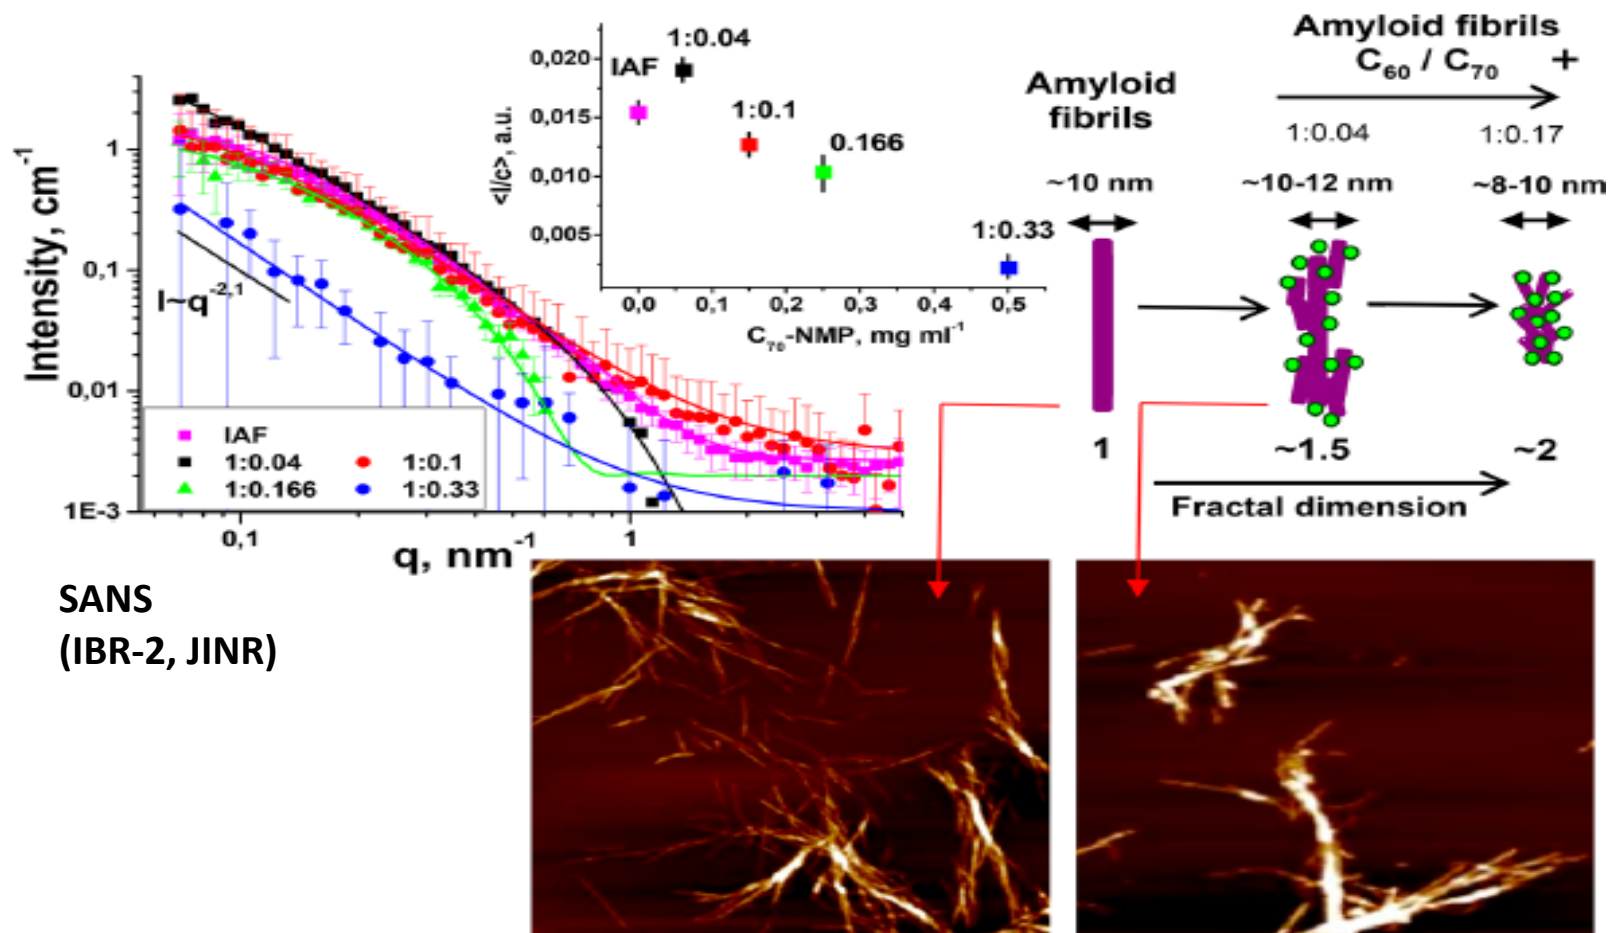 Intensity, cm-1
1
0,1
0,01
1E-3
I~q-2,1
IAF
1:0.04
1:0.1
1:0.166
1:0.33
0,1
1
q, nm-1
<I/c>, a.u.
0,020
0,015
0,010
0,005
IAF
1:0.04
1:0.1
0.166
1:0.33
0,0
0,1
0,2
0,3
0,4
0,5
C70-NMP, mg ml-1
Amyloid
fibrils
Amyloid fibrils
C60 / C70 +
1:0.04
1:0.17
~10 nm
~10-12 nm
~8-10 nm
1
~1.5
~2
Fractal dimension
SANS
(IBR-2, JINR)